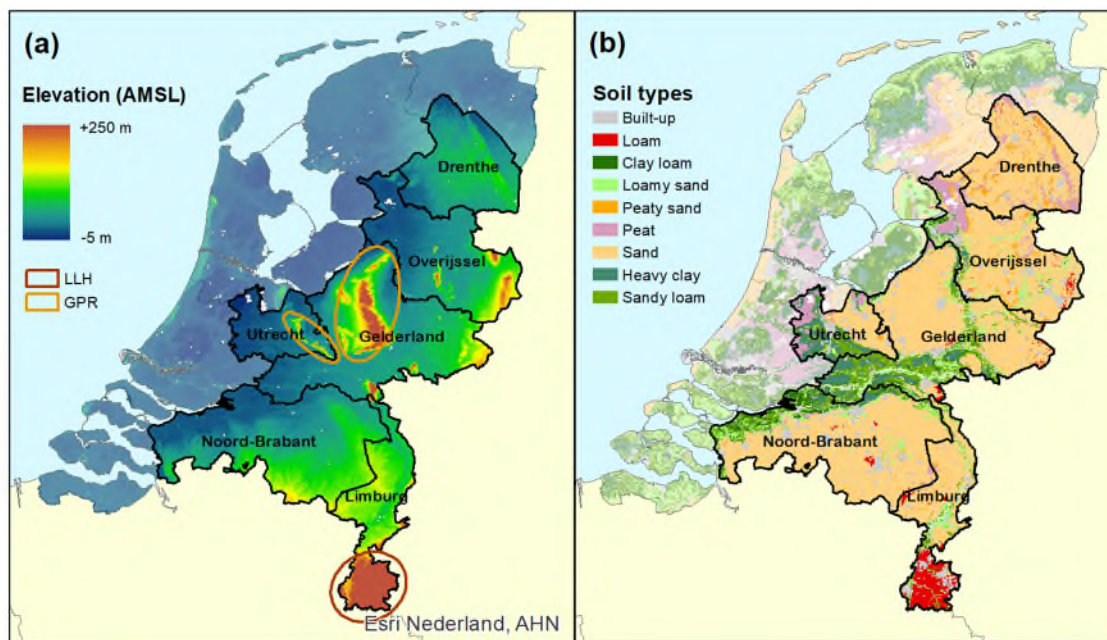 (a)
Elevation (AMSL)
+250 m
-5 m
LLH
GPR
Drenthe
Overijssel
Utrecht
Gelderland
Noord-Brabant
Limburg
Esri Nederland, AHN
(b)
Soil types
Built-up
Loam
Clay loam
Loamy sand
Peaty sand
Peat
Sand
Heavy clay
Sandy loam
Drenthe
Overijssel
Utrecht
Gelderland
Noord-Brabant
Limburg